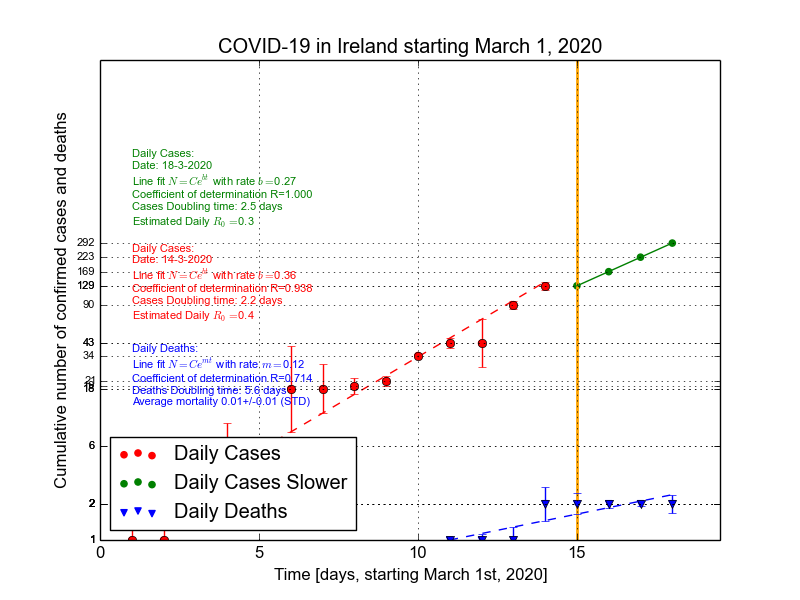 COVID-19 in Ireland starting March 1, 2020
Cumulative number of confirmed cases and deaths
292
223
169
129
90
43
34
21
18
6
2
1
Daily Cases:
Date: 18-3-2020
Line fit N = Ce^{bt} with rate b = 0.27
Coefficient of determination R=1.000
Cases Doubling time: 2.5 days
Estimated Daily R_0 = 0.3
Daily Cases:
Date: 14-3-2020
Line fit N = Ce^{bt} with rate b = 0.36
Coefficient of determination R=0.938
Cases Doubling time: 2.2 days
Estimated Daily R_0 = 0.4
Daily Deaths:
Line fit N = Ce^{mt} with rate m = 0.12
Coefficient of determination R=0.714
Deaths Doubling time: 5.6 days
Average mortality 0.01+/-0.01 (STD)
Daily Cases
Daily Cases Slower
Daily Deaths
0 5 10 15
Time [days, starting March 1st, 2020]